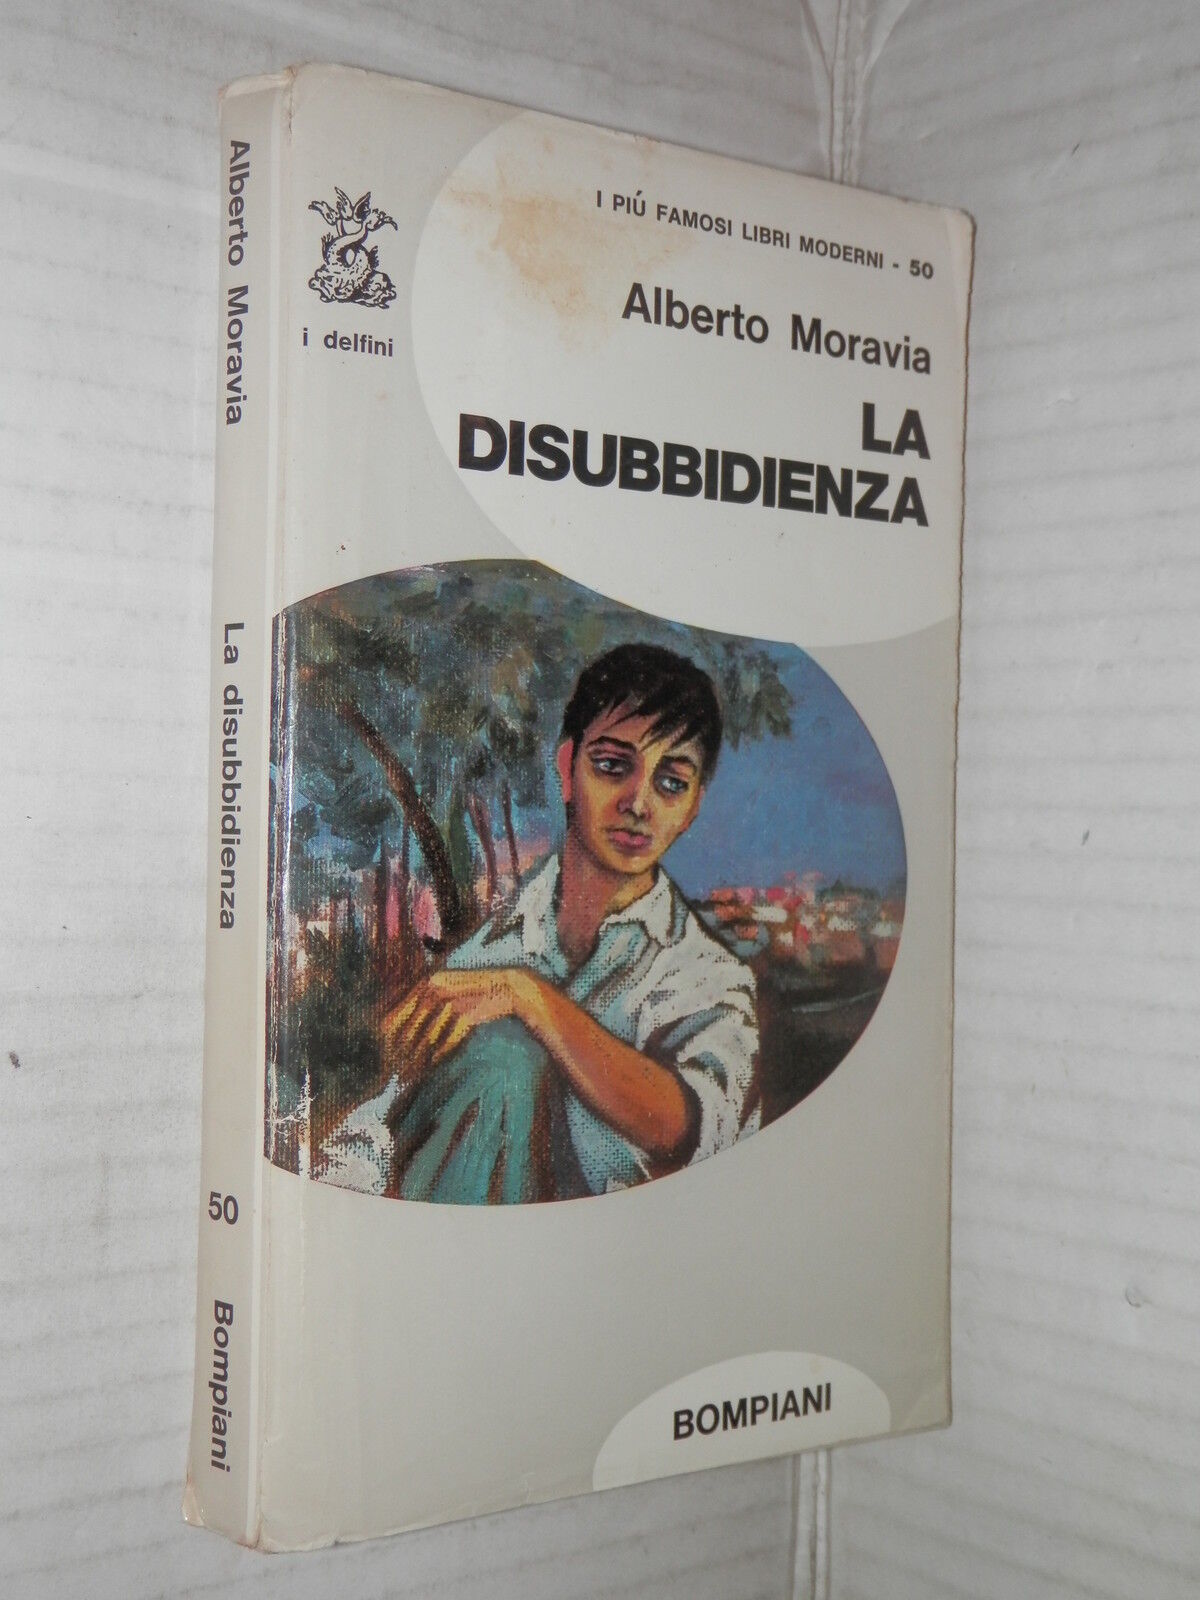 I PIÚ FAMOSI LIBRI MODERNI - 50
Alberto Moravia
LA
DISUBBIDIENZA
i delfini
BOMPIANI
Alberto Moravia La disubbidienza 50 Bompiani